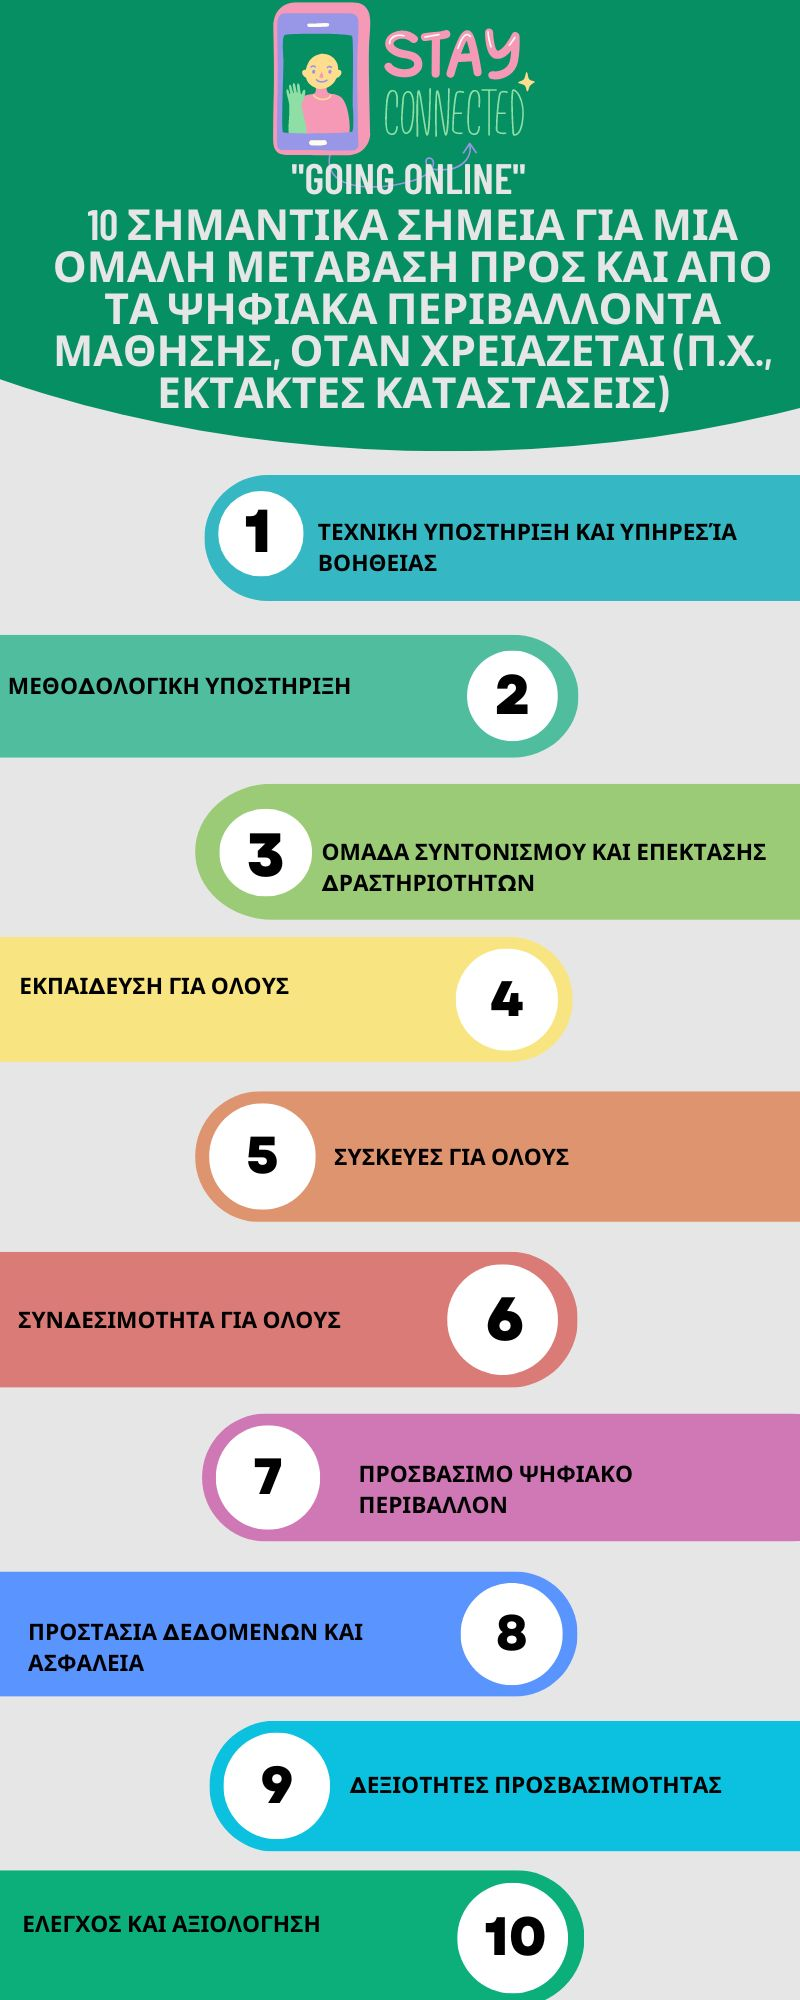 STAY
CONNECTED
"GOING ONLINE"
10 ΣΗΜΑΝΤΙΚΑ ΣΗΜΕΙΑ ΓΙΑ ΜΙΑ
ΟΜΑΛΗ ΜΕΤΑΒΑΣΗ ΠΡΟΣ ΚΑΙ ΑΠΟ
ΤΑ ΨΗΦΙΑΚΑ ΠΕΡΙΒΑΛΛΟΝΤΑ
ΜΑΘΗΣΗΣ, ΟΤΑΝ ΧΡΕΙΑΖΕΤΑΙ (Π.Χ.,
ΕΚΤΑΚΤΕΣ ΚΑΤΑΣΤΑΣΕΙΣ)
1
ΤΕΧΝΙΚΗ ΥΠΟΣΤΗΡΙΞΗ ΚΑΙ ΥΠΗΡΕΣΊΑ
ΒΟΗΘΕΙΑΣ
ΜΕΘΟΔΟΛΟΓΙΚΗ ΥΠΟΣΤΗΡΙΞΗ
2
3
ΟΜΑΔΑ ΣΥΝΤΟΝΙΣΜΟΥ ΚΑΙ ΕΠΕΚΤΑΣΗΣ
ΔΡΑΣΤΗΡΙΟΤΗΤΩΝ
ΕΚΠΑΙΔΕΥΣΗ ΓΙΑ ΟΛΟΥΣ
4
5
ΣΥΣΚΕΥΕΣ ΓΙΑ ΟΛΟΥΣ
ΣΥΝΔΕΣΙΜΟΤΗΤΑ ΓΙΑ ΟΛΟΥΣ
6
7
ΠΡΟΣΒΑΣΙΜΟ ΨΗΦΙΑΚΟ
ΠΕΡΙΒΑΛΛΟΝ
ΠΡΟΣΤΑΣΙΑ ΔΕΔΟΜΕΝΩΝ ΚΑΙ
ΑΣΦΑΛΕΙΑ
8
9
ΔΕΞΙΟΤΗΤΕΣ ΠΡΟΣΒΑΣΙΜΟΤΗΤΑΣ
ΕΛΕΓΧΟΣ ΚΑΙ ΑΞΙΟΛΟΓΗΣΗ
10